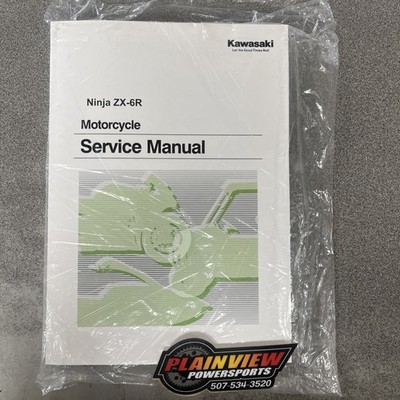 Kawasaki
Let the Good Times Roll
Ninja ZX-6R
Motorcycle
Service Manual
PLAINVIEW
POWERSPORTS
507-534-3520